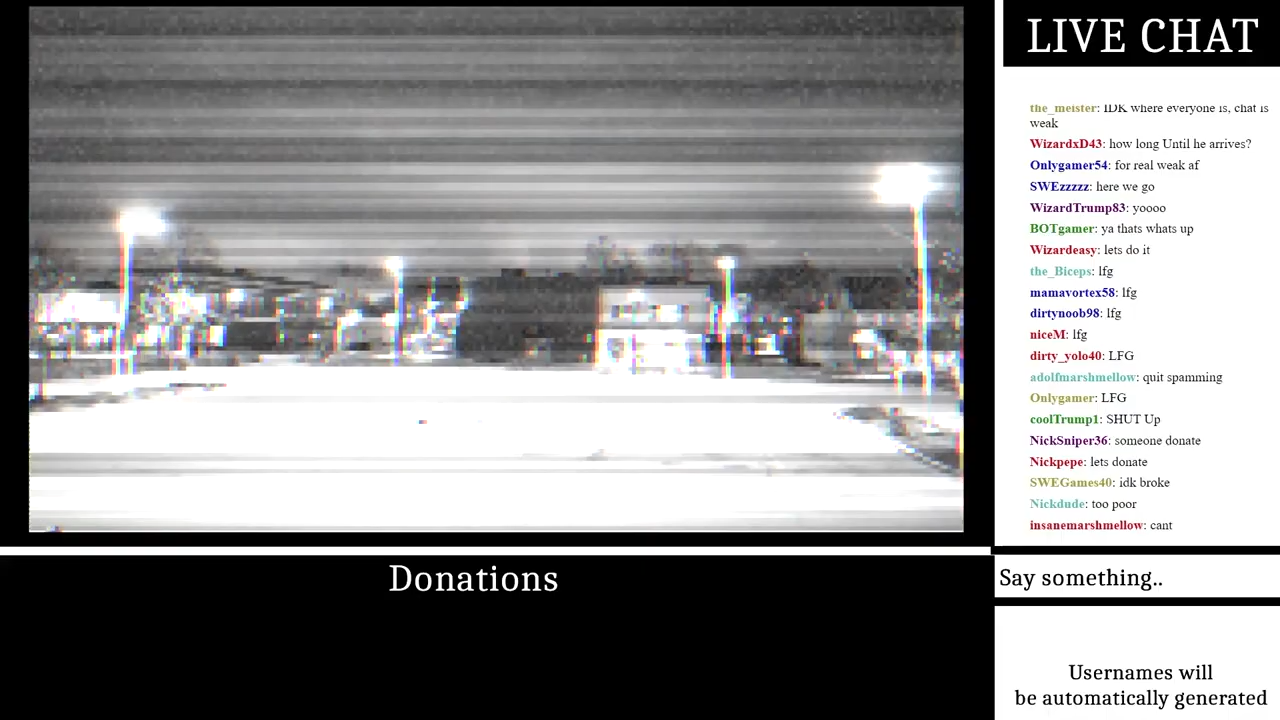 LIVE CHAT
the_meister: IDK where everyone is, chat is
weak
WizardxD43: how long Until he arrives?
Onlygamer54: for real weak af
SWEzzzzz: here we go
WizardTrump83: yoooo
BOTgamer: ya thats whats up
Wizardeasy: lets do it
the_Biceps: lfg
mamavortex58: lfg
dirtynoob98: lfg
niceM: lfg
dirty_yolo40: LFG
adolfmarshmellow: quit spamming
Onlygamer: LFG
coolTrump1: SHUT Up
NickSniper36: someone donate
Nickpepe: lets donate
SWEGames40: idk broke
Nickdude: too poor
insanemarshmellow: cant
Donations
Say something..
Usernames will
be automatically generated